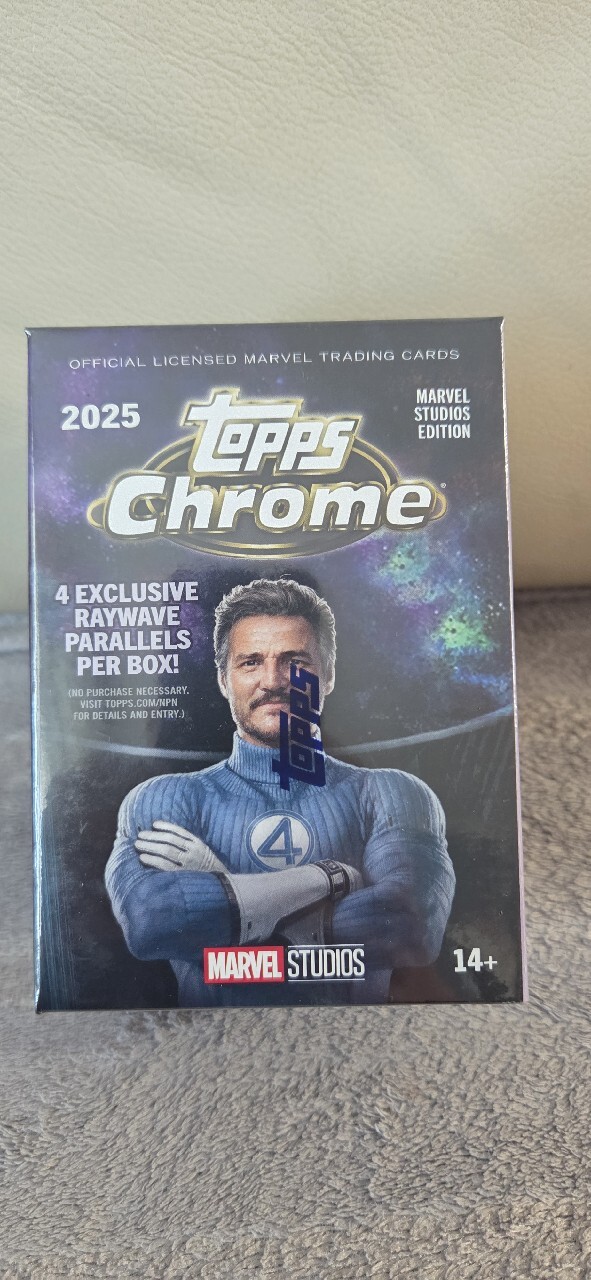 OFFICIAL LICENSED MARVEL TRADING CARDS
2025
topps
Chrome®
MARVEL
STUDIOS
EDITION
4 EXCLUSIVE
RAYWAVE
PARALLELS
PER BOX!
(NO PURCHASE NECESSARY.
VISIT TOPPS.COM/NPN
FOR DETAILS AND ENTRY.)
topps
4
MARVEL STUDIOS
14+